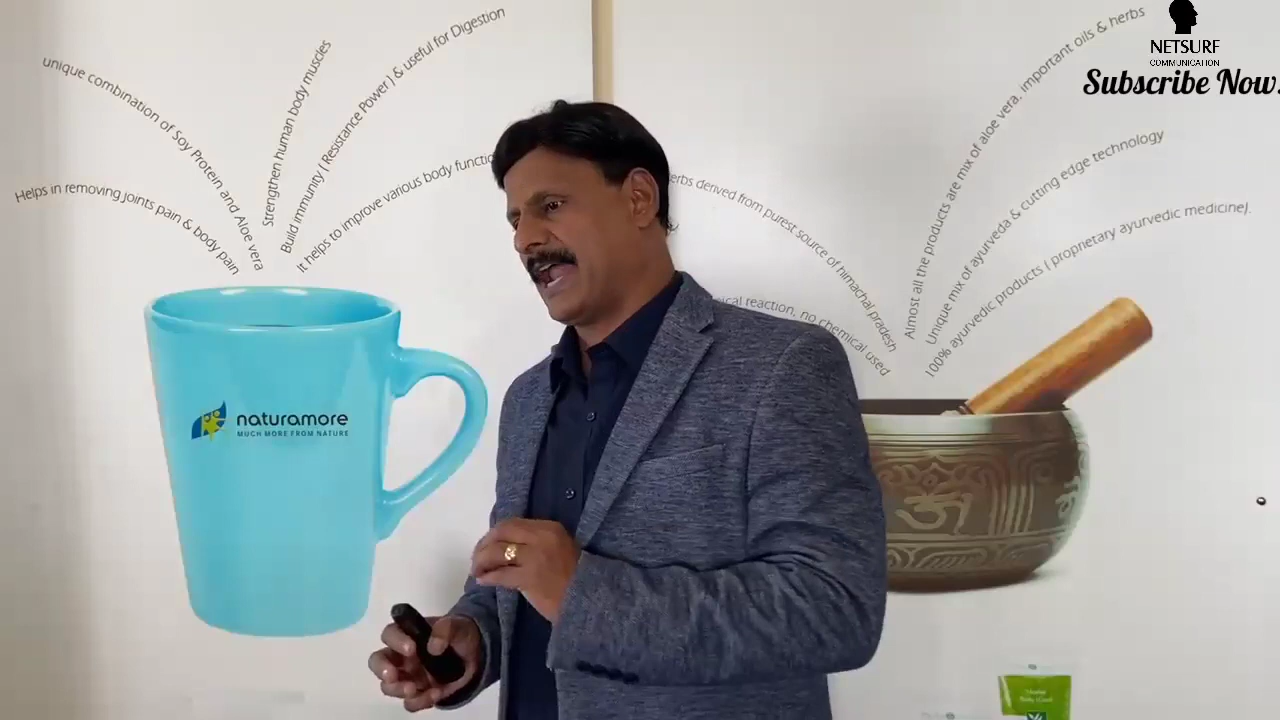 unique combination of Soy Protein and Aloe vera
Helps in removing joints pain & body pain
Strengthen human body muscles
Build immunity ( Resistance Power ) & useful for Digestion
It helps to improve various body functio
naturamore
MUCH MORE FROM NATURE
erbs derived from purest source of himachal pradesh
ical reaction, no chemical used
Almost all the products are mix of aloe vera, important oils & herbs
Unique mix of ayurveda & cutting edge technology
100% ayurvedic products ( proprietary ayurvedic medicine).
NETSURF
COMMUNICATION
Subscribe Now